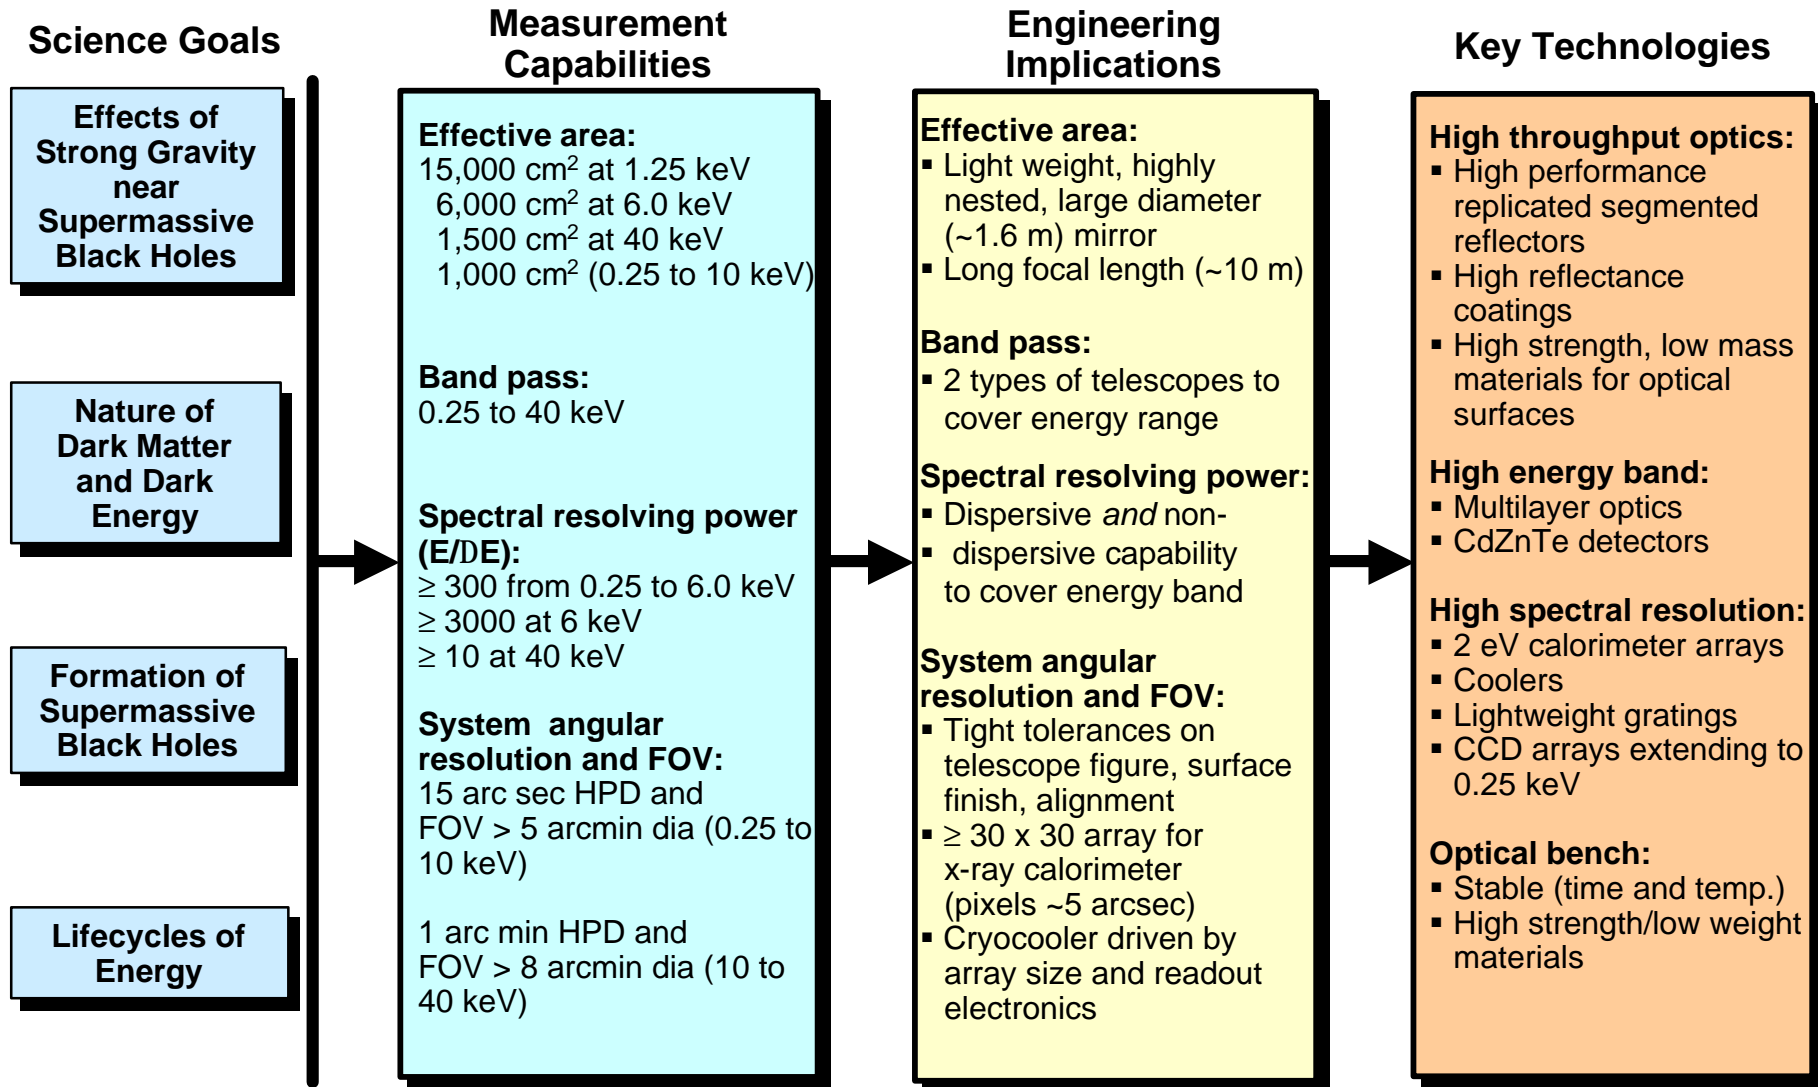 Science Goals
Effects of
Strong Gravity
near
Supermassive
Black Holes
Nature of
Dark Matter
and Dark
Energy
Formation of
Supermassive
Black Holes
Lifecycles of
Energy
Measurement
Capabilities
Effective area:
15,000 cm² at 1.25 keV
6,000 cm² at 6.0 keV
1,500 cm² at 40 keV
1,000 cm² (0.25 to 10 keV)
Band pass:
0.25 to 40 keV
Spectral resolving power
(E/DE):
≥ 300 from 0.25 to 6.0 keV
≥ 3000 at 6 keV
≥ 10 at 40 keV
System angular
resolution and FOV:
15 arc sec HPD and
FOV > 5 arcmin dia (0.25 to
10 keV)
1 arc min HPD and
FOV > 8 arcmin dia (10 to
40 keV)
Engineering
Implications
Effective area:
▪ Light weight, highly
nested, large diameter
(~1.6 m) mirror
▪ Long focal length (~10 m)
Band pass:
▪ 2 types of telescopes to
cover energy range
Spectral resolving power:
▪ Dispersive and non-
▪ dispersive capability
to cover energy band
System angular
resolution and FOV:
▪ Tight tolerances on
telescope figure, surface
finish, alignment
▪ ≥ 30 x 30 array for
x-ray calorimeter
(pixels ~5 arcsec)
▪ Cryocooler driven by
array size and readout
electronics
Key Technologies
High throughput optics:
▪ High performance
replicated segmented
reflectors
▪ High reflectance
coatings
▪ High strength, low mass
materials for optical
surfaces
High energy band:
▪ Multilayer optics
▪ CdZnTe detectors
High spectral resolution:
▪ 2 eV calorimeter arrays
▪ Coolers
▪ Lightweight gratings
▪ CCD arrays extending to
0.25 keV
Optical bench:
▪ Stable (time and temp.)
▪ High strength/low weight
materials